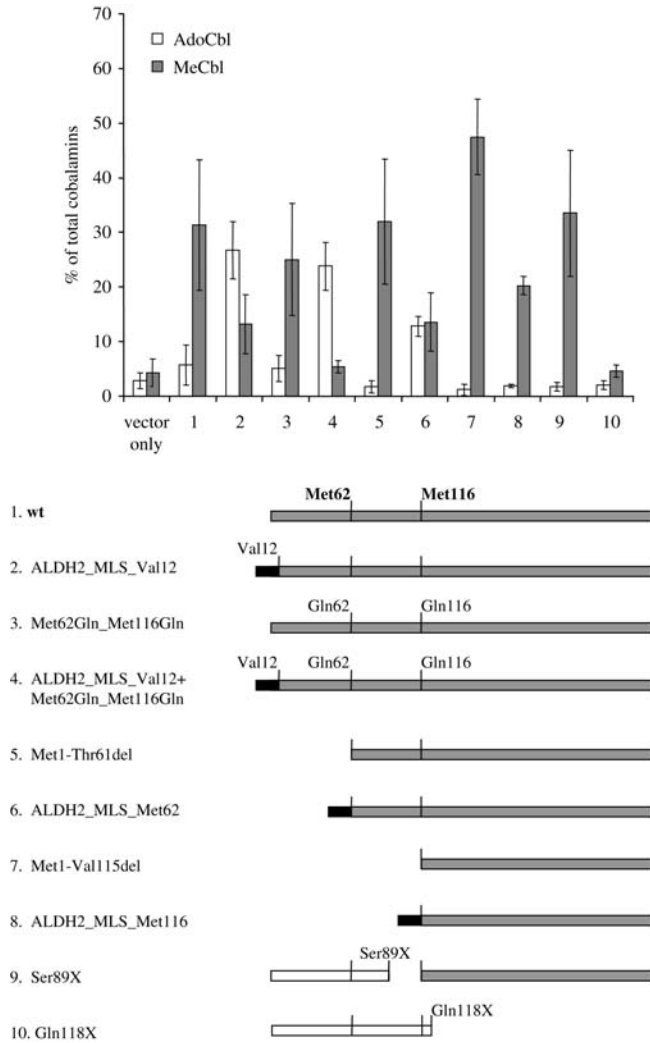 70
60
50
40
30
20
10
0
% of total cobalamins
AdoCbl
MeCbl
vector only
1 2 3 4 5 6 7 8 9 10
Met62 Met116
1. wt
Val12
2. ALDH2_MLS_Val12
Gln62 Gln116
3. Met62Gln_Met116Gln
Val12 Gln62 Gln116
4. ALDH2_MLS_Val12+
Met62Gln_Met116Gln
5. Met1-Thr61del
6. ALDH2_MLS_Met62
7. Met1-Val115del
8. ALDH2_MLS_Met116
Ser89X
9. Ser89X
Gln118X
10. Gln118X